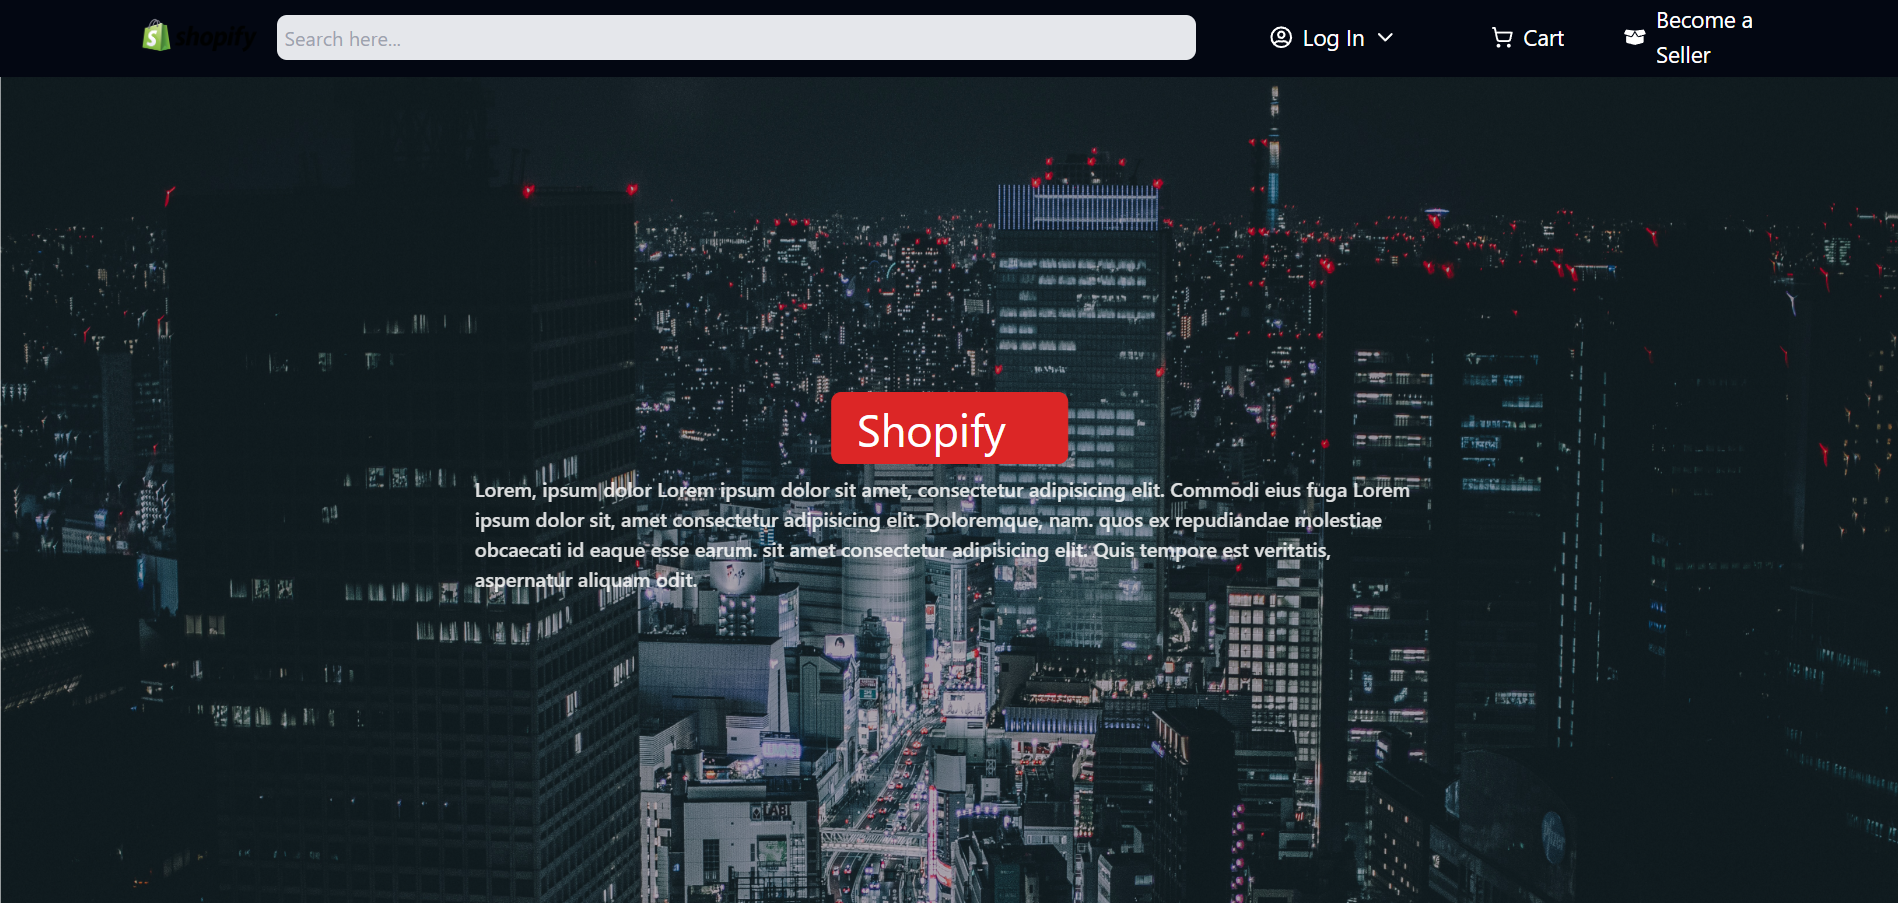 shopify
Search here...
Log In
Cart
Become a
Seller
Shopify
Lorem, ipsum dolor Lorem ipsum dolor sit amet, consectetur adipisicing elit. Commodi eius fuga Lorem
ipsum dolor sit, amet consectetur adipisicing elit. Doloremque, nam. quos ex repudiandae molestiae
obcaecati id eaque esse earum. sit amet consectetur adipisicing elit. Quis tempore est veritatis,
aspernatur aliquam odit.